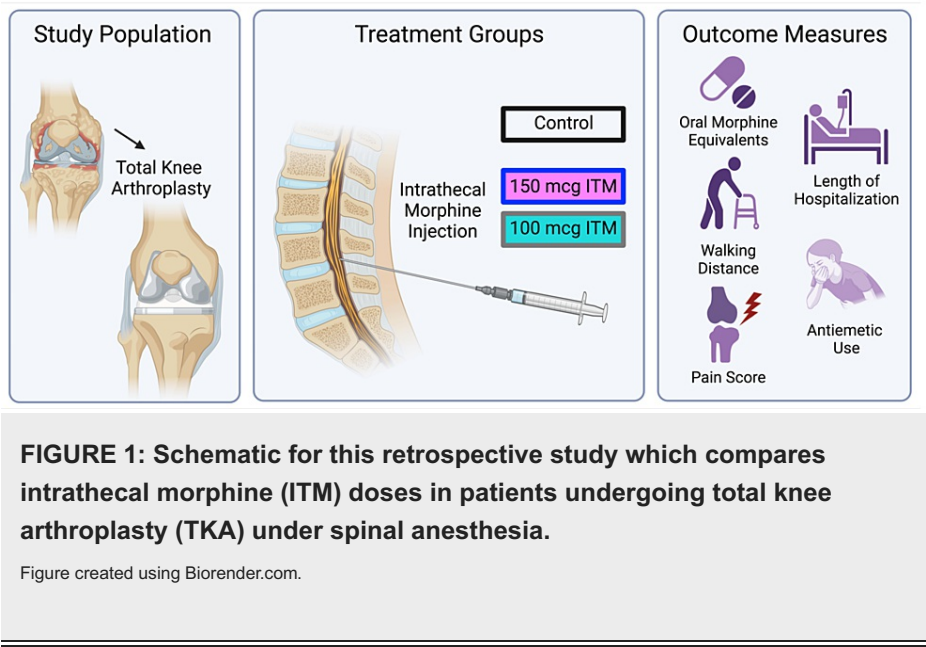 Study Population
Total Knee
Arthroplasty
Treatment Groups
Control
Intrathecal
Morphine
Injection
150 mcg ITM
100 mcg ITM
Outcome Measures
Oral Morphine
Equivalents
Length of
Hospitalization
Walking
Distance
Antiemetic
Use
Pain Score
FIGURE 1: Schematic for this retrospective study which compares
intrathecal morphine (ITM) doses in patients undergoing total knee
arthroplasty (TKA) under spinal anesthesia.
Figure created using Biorender.com.